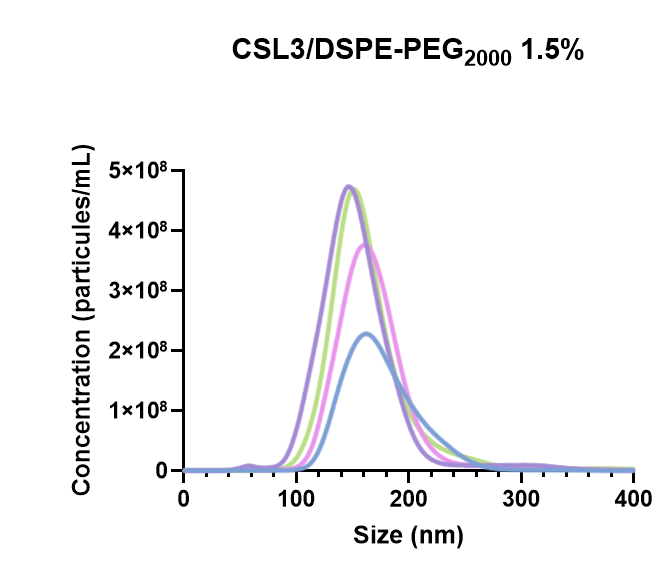 CSL3/DSPE-PEG2000 1.5%
Concentration (particules/mL)
5×10⁸
4×10⁸
3×10⁸
2×10⁸
1×10⁸
0
0 100 200 300 400
Size (nm)